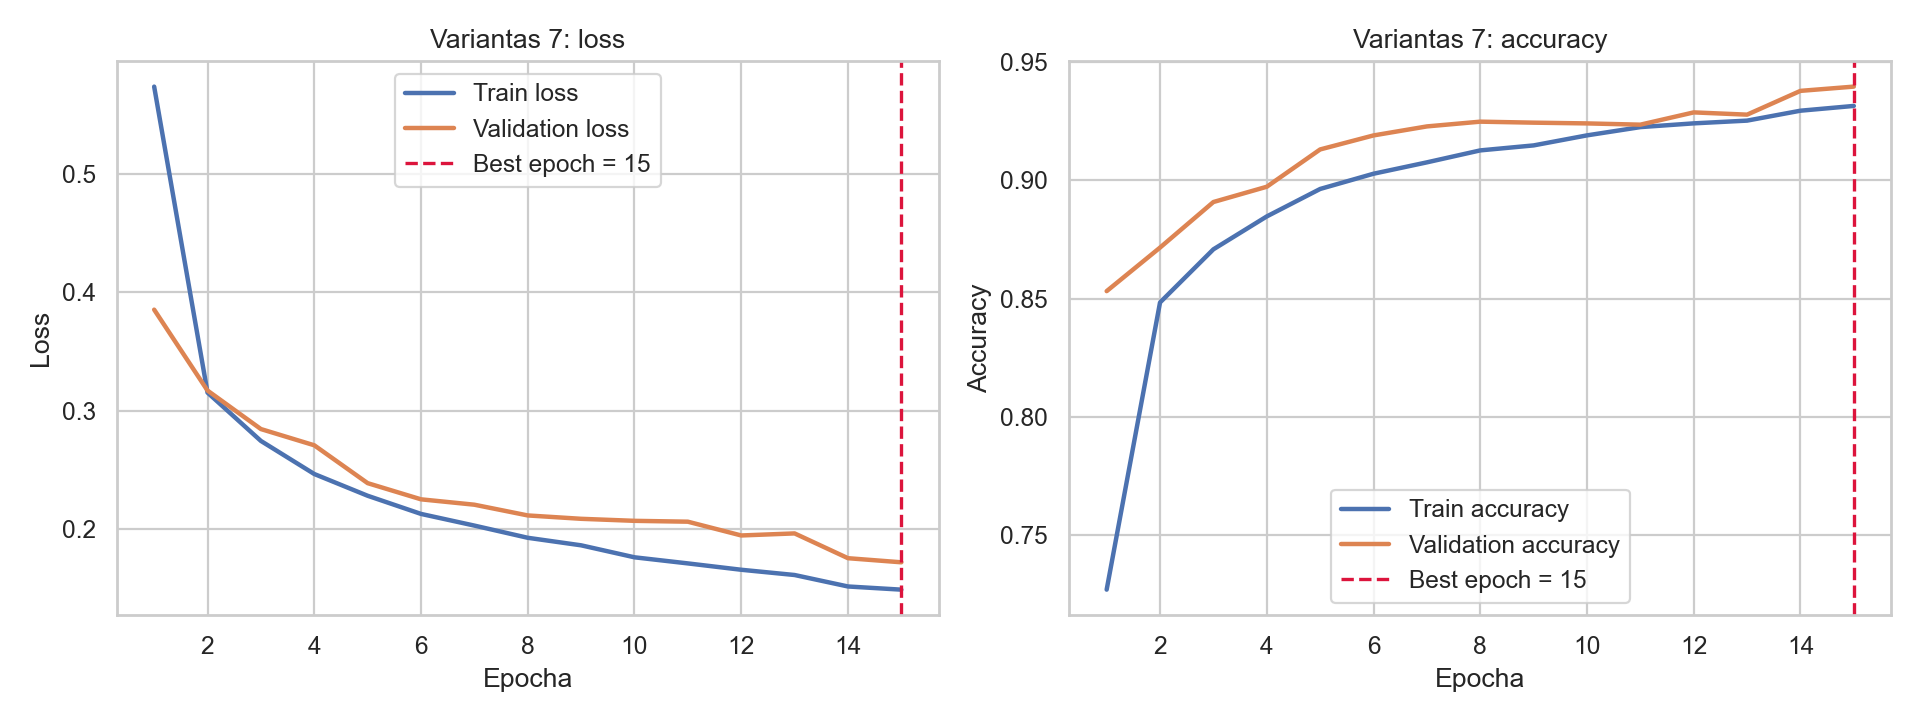 Variantas 7: loss
Train loss
Validation loss
Best epoch = 15
0.5
0.4
0.3
0.2
Loss
2 4 6 8 10 12 14
Epocha
Variantas 7: accuracy
0.95
0.90
0.85
0.80
0.75
Accuracy
Train accuracy
Validation accuracy
Best epoch = 15
2 4 6 8 10 12 14
Epocha